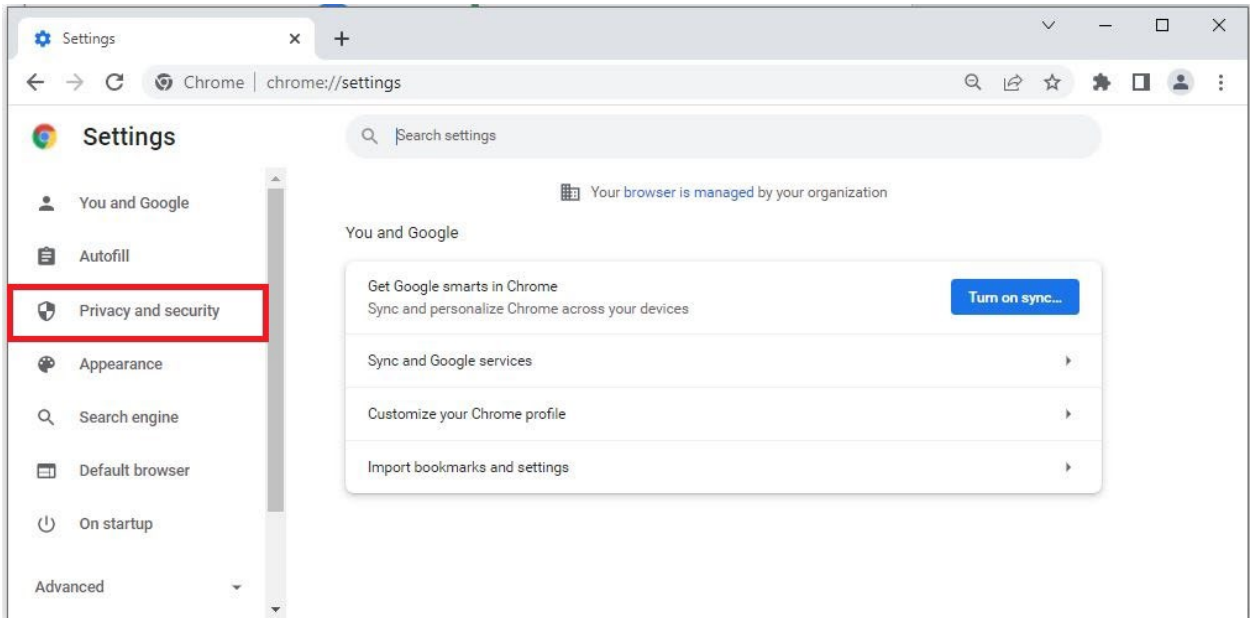 Settings
Chrome | chrome://settings
Settings
Search settings
You and Google
Autofill
Privacy and security
Appearance
Search engine
Default browser
On startup
Advanced
Your browser is managed by your organization
You and Google
Get Google smarts in Chrome
Sync and personalize Chrome across your devices
Turn on sync...
Sync and Google services
Customize your Chrome profile
Import bookmarks and settings